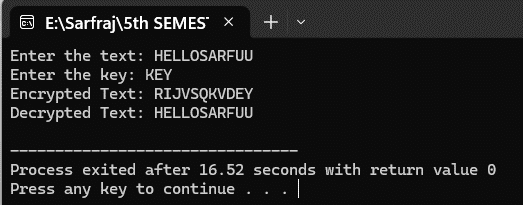 E:\Sarfraj\5th SEMES
Enter the text: HELLOSARFUU
Enter the key: KEY
Encrypted Text: RIJVSQKVDEY
Decrypted Text: HELLOSARFUU
--------------------------------
Process exited after 16.52 seconds with return value 0
Press any key to continue . . .